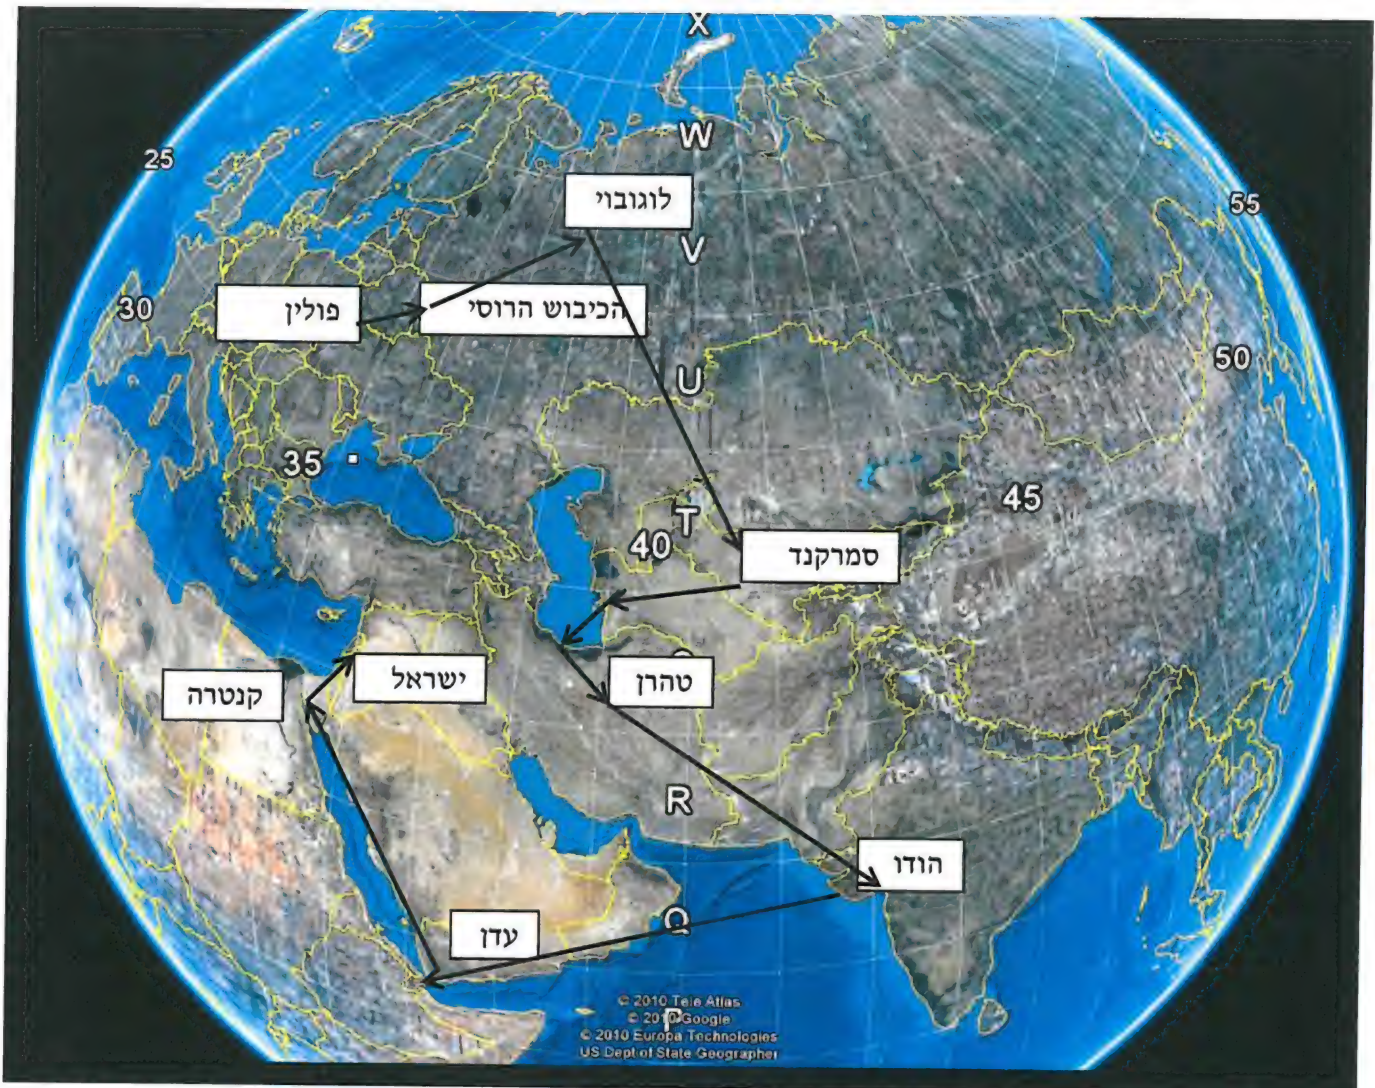 X
W
25
לוגובוי
55
V
30
פולין
הכיבוש הרוסי
50
U
35
45
T
40
סמרקנד
קנטרה
ישראל
טהרן
R
הודו
Q
עדן
© 2010 Tele Atlas
© 2010 Google
P
© 2010 Europa Technologies
US Dept of State Geographer